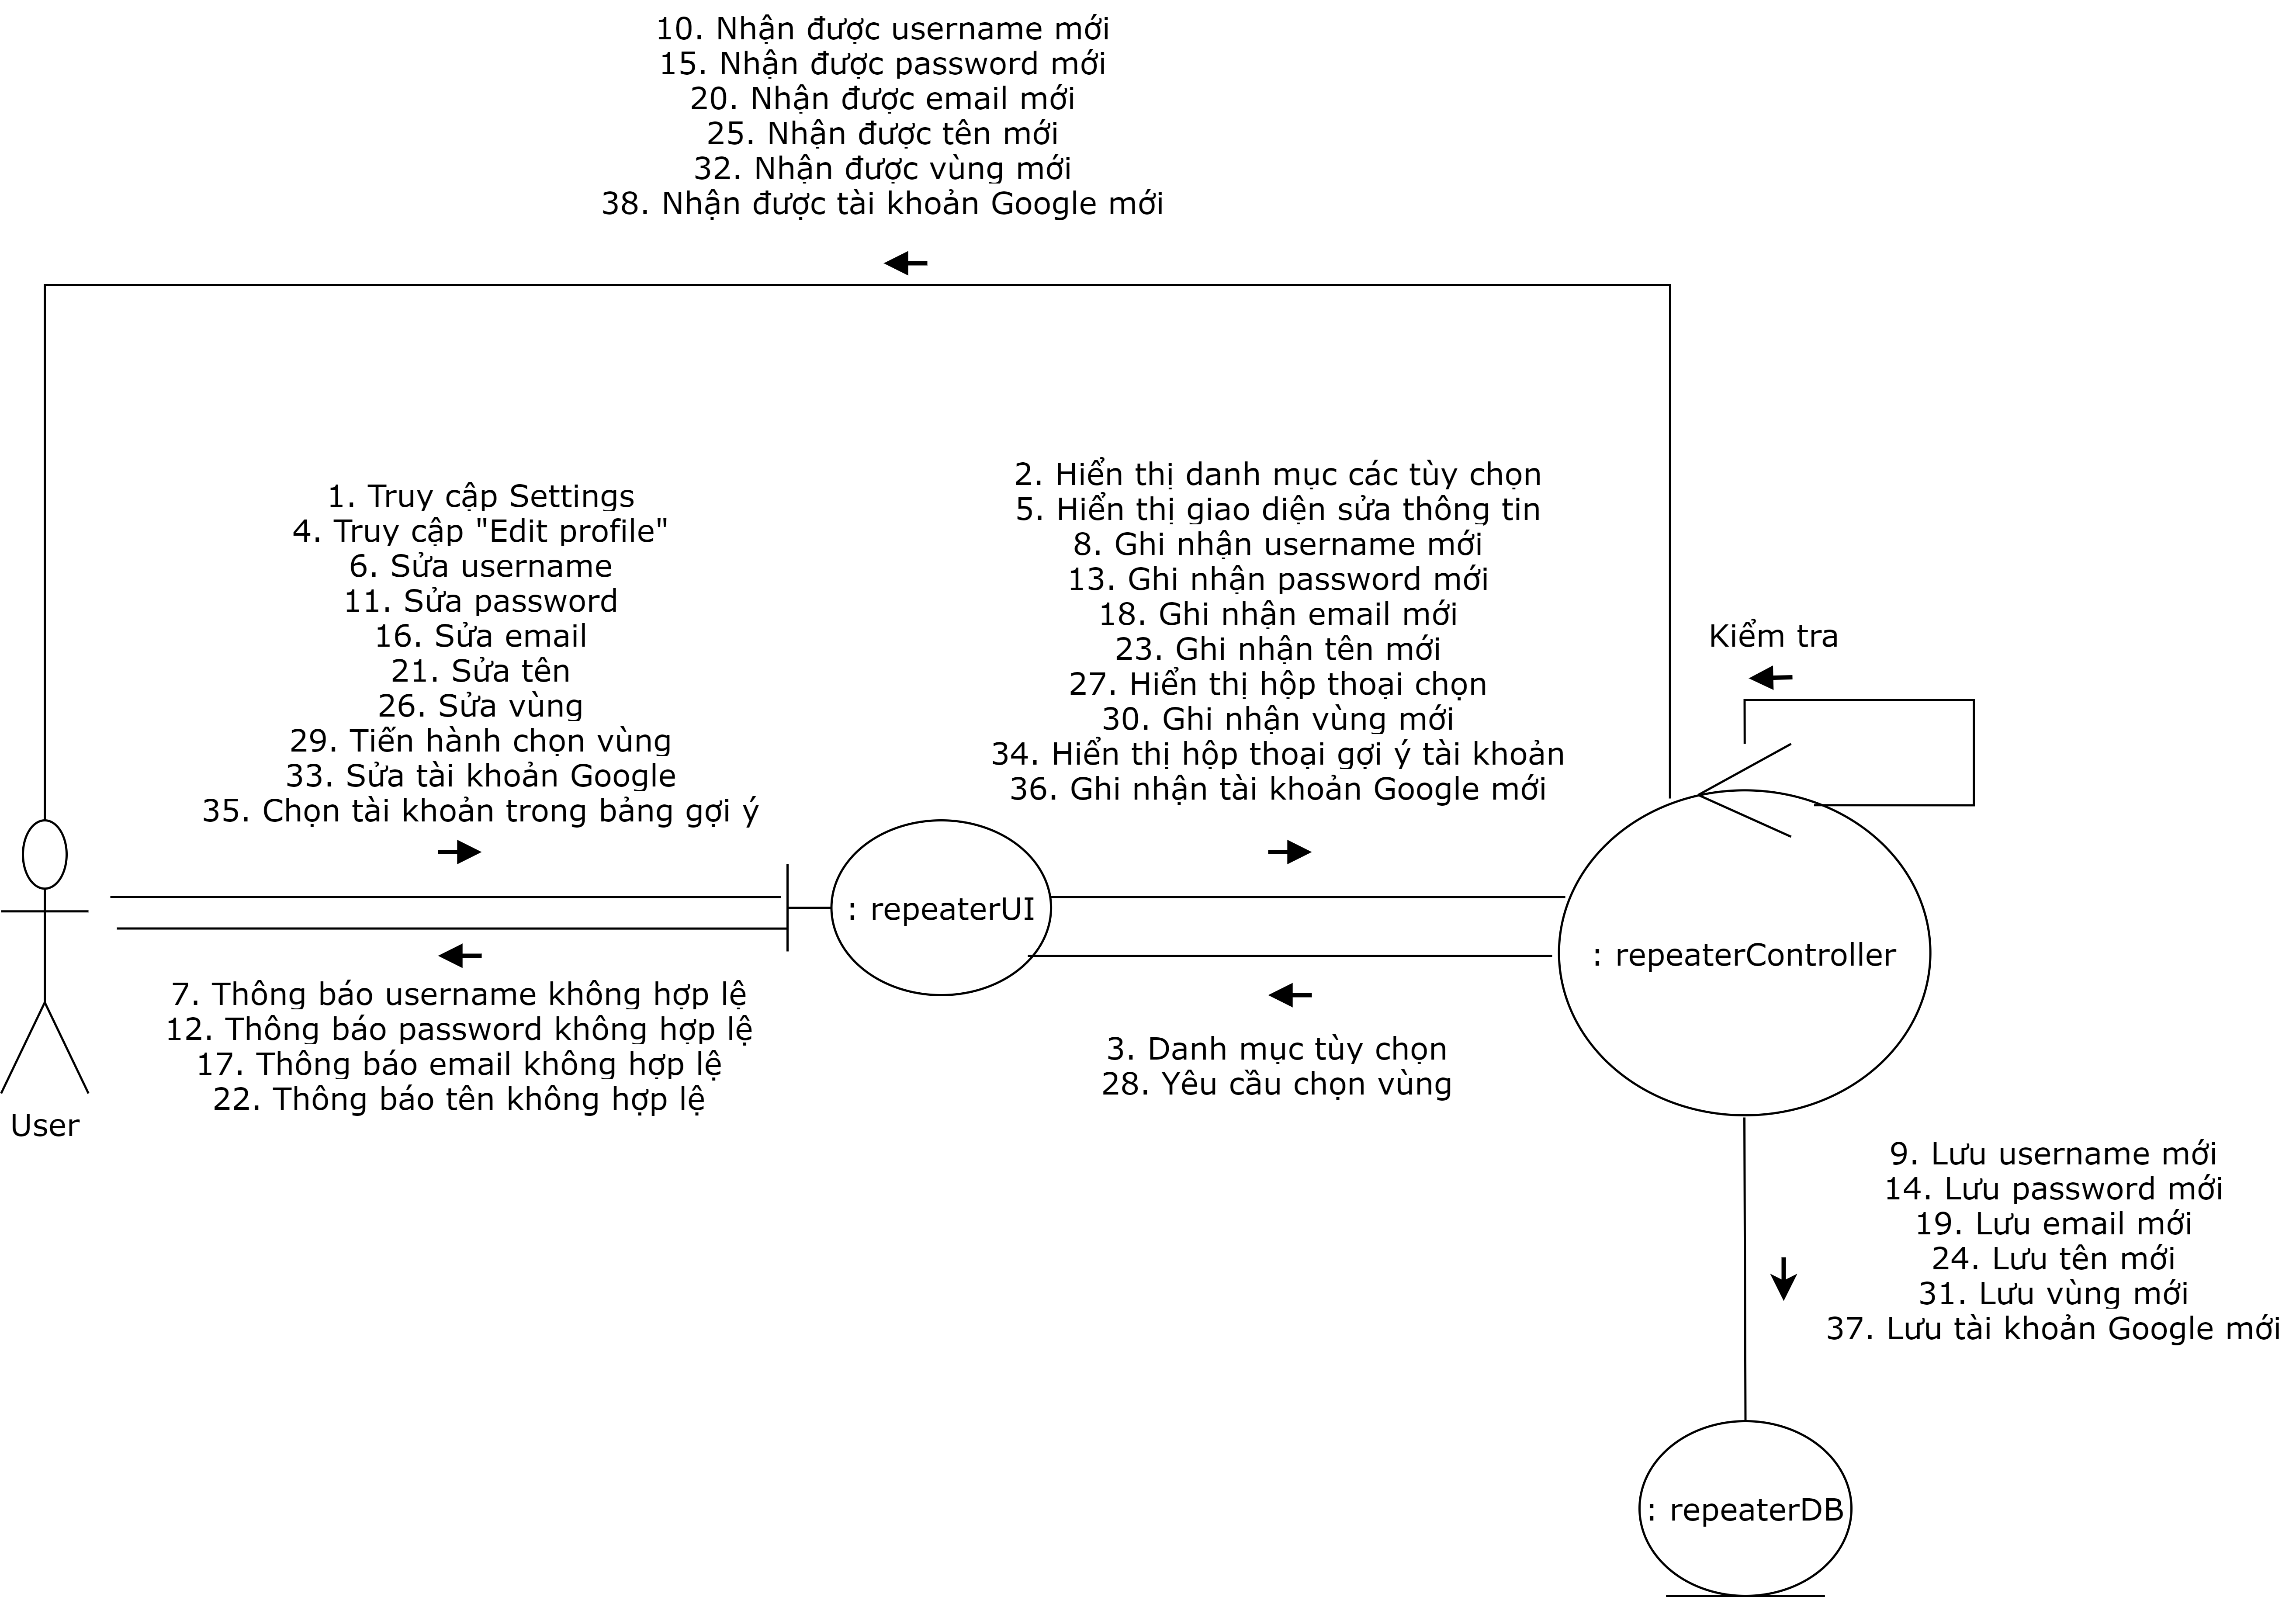 10. Nhận được username mới
15. Nhận được password mới
20. Nhận được email mới
25. Nhận được tên mới
32. Nhận được vùng mới
38. Nhận được tài khoản Google mới
1. Truy cập Settings
4. Truy cập "Edit profile"
6. Sửa username
11. Sửa password
16. Sửa email
21. Sửa tên
26. Sửa vùng
29. Tiến hành chọn vùng
33. Sửa tài khoản Google
35. Chọn tài khoản trong bảng gợi ý
2. Hiển thị danh mục các tùy chọn
5. Hiển thị giao diện sửa thông tin
8. Ghi nhận username mới
13. Ghi nhận password mới
18. Ghi nhận email mới
23. Ghi nhận tên mới
27. Hiển thị hộp thoại chọn
30. Ghi nhận vùng mới
34. Hiển thị hộp thoại gợi ý tài khoản
36. Ghi nhận tài khoản Google mới
Kiểm tra
: repeaterUI
: repeaterController
7. Thông báo username không hợp lệ
12. Thông báo password không hợp lệ
17. Thông báo email không hợp lệ
22. Thông báo tên không hợp lệ
3. Danh mục tùy chọn
28. Yêu cầu chọn vùng
User
9. Lưu username mới
14. Lưu password mới
19. Lưu email mới
24. Lưu tên mới
31. Lưu vùng mới
37. Lưu tài khoản Google mới
: repeaterDB